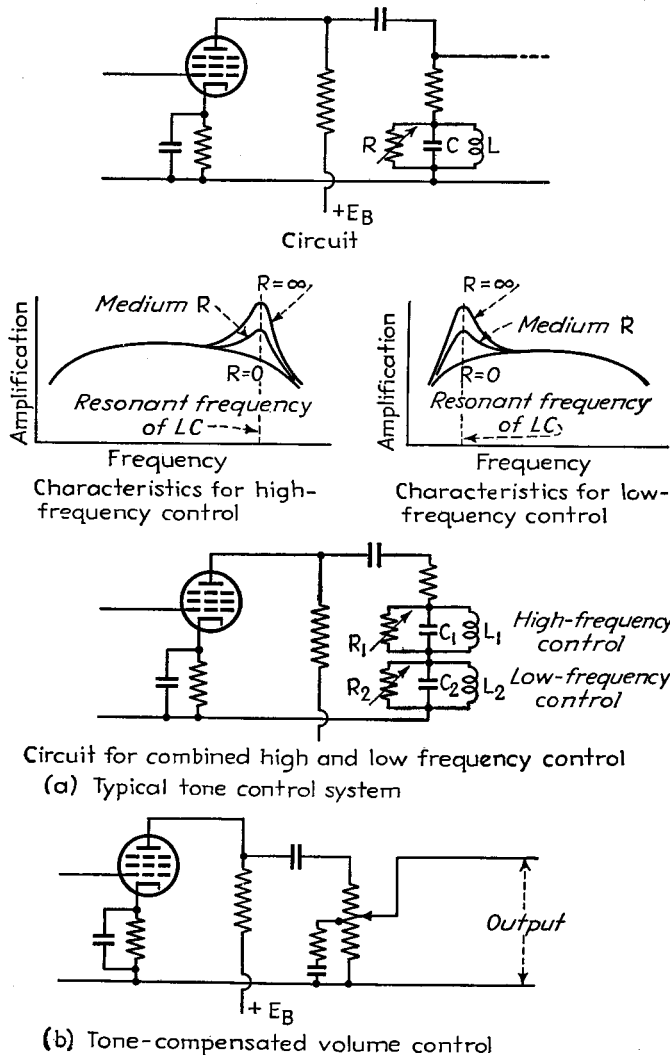 R
C
L
+EB
Circuit
Amplification
Medium R
R=∞
R=0
Resonant frequency
of LC
Frequency
Characteristics for high-
frequency control
Amplification
R=∞
Medium R
R=0
Resonant frequency
of LC
Frequency
Characteristics for low-
frequency control
R1
C1
L1
High-frequency
control
R2
C2
L2
Low-frequency
control
Circuit for combined high and low frequency control
(a) Typical tone control system
Output
+ EB
(b) Tone-compensated volume control